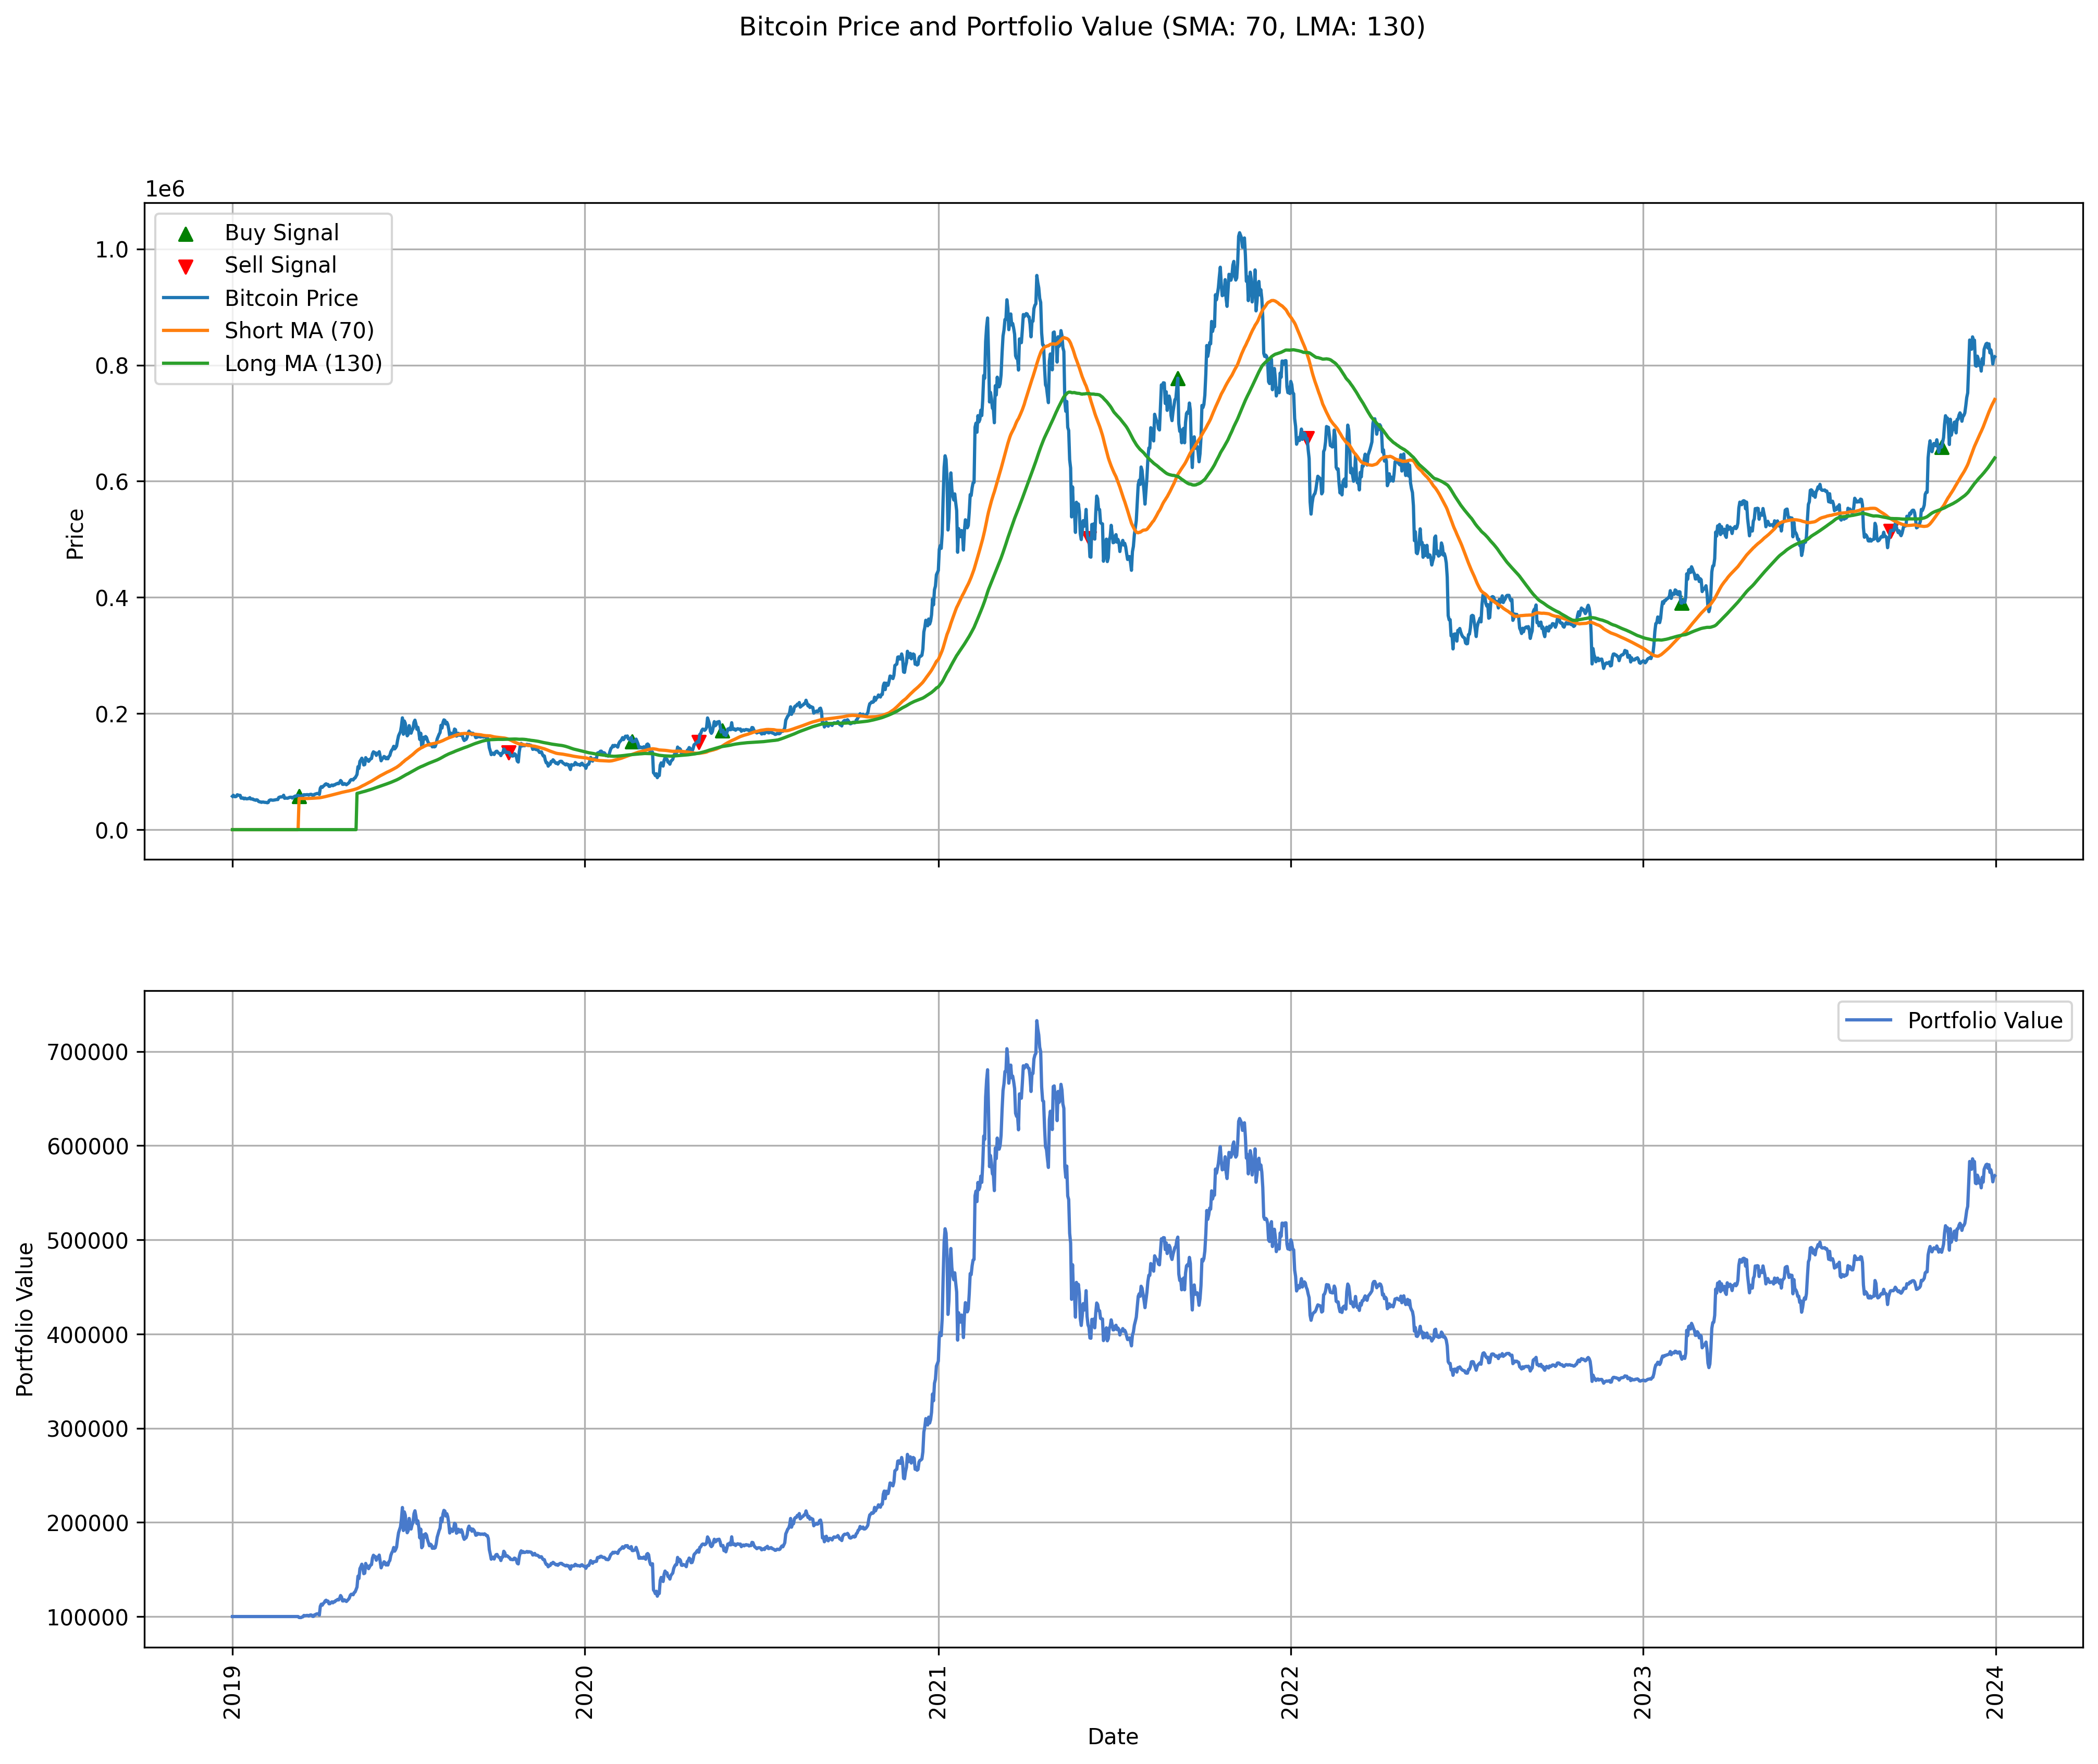 Bitcoin Price and Portfolio Value (SMA: 70, LMA: 130)
1e6
Buy Signal
Sell Signal
Bitcoin Price
Short MA (70)
Long MA (130)
1.0
0.8
0.6
0.4
0.2
0.0
Price
Portfolio Value
700000
600000
500000
400000
300000
200000
100000
Portfolio Value
2019
2020
2021
2022
2023
2024
Date